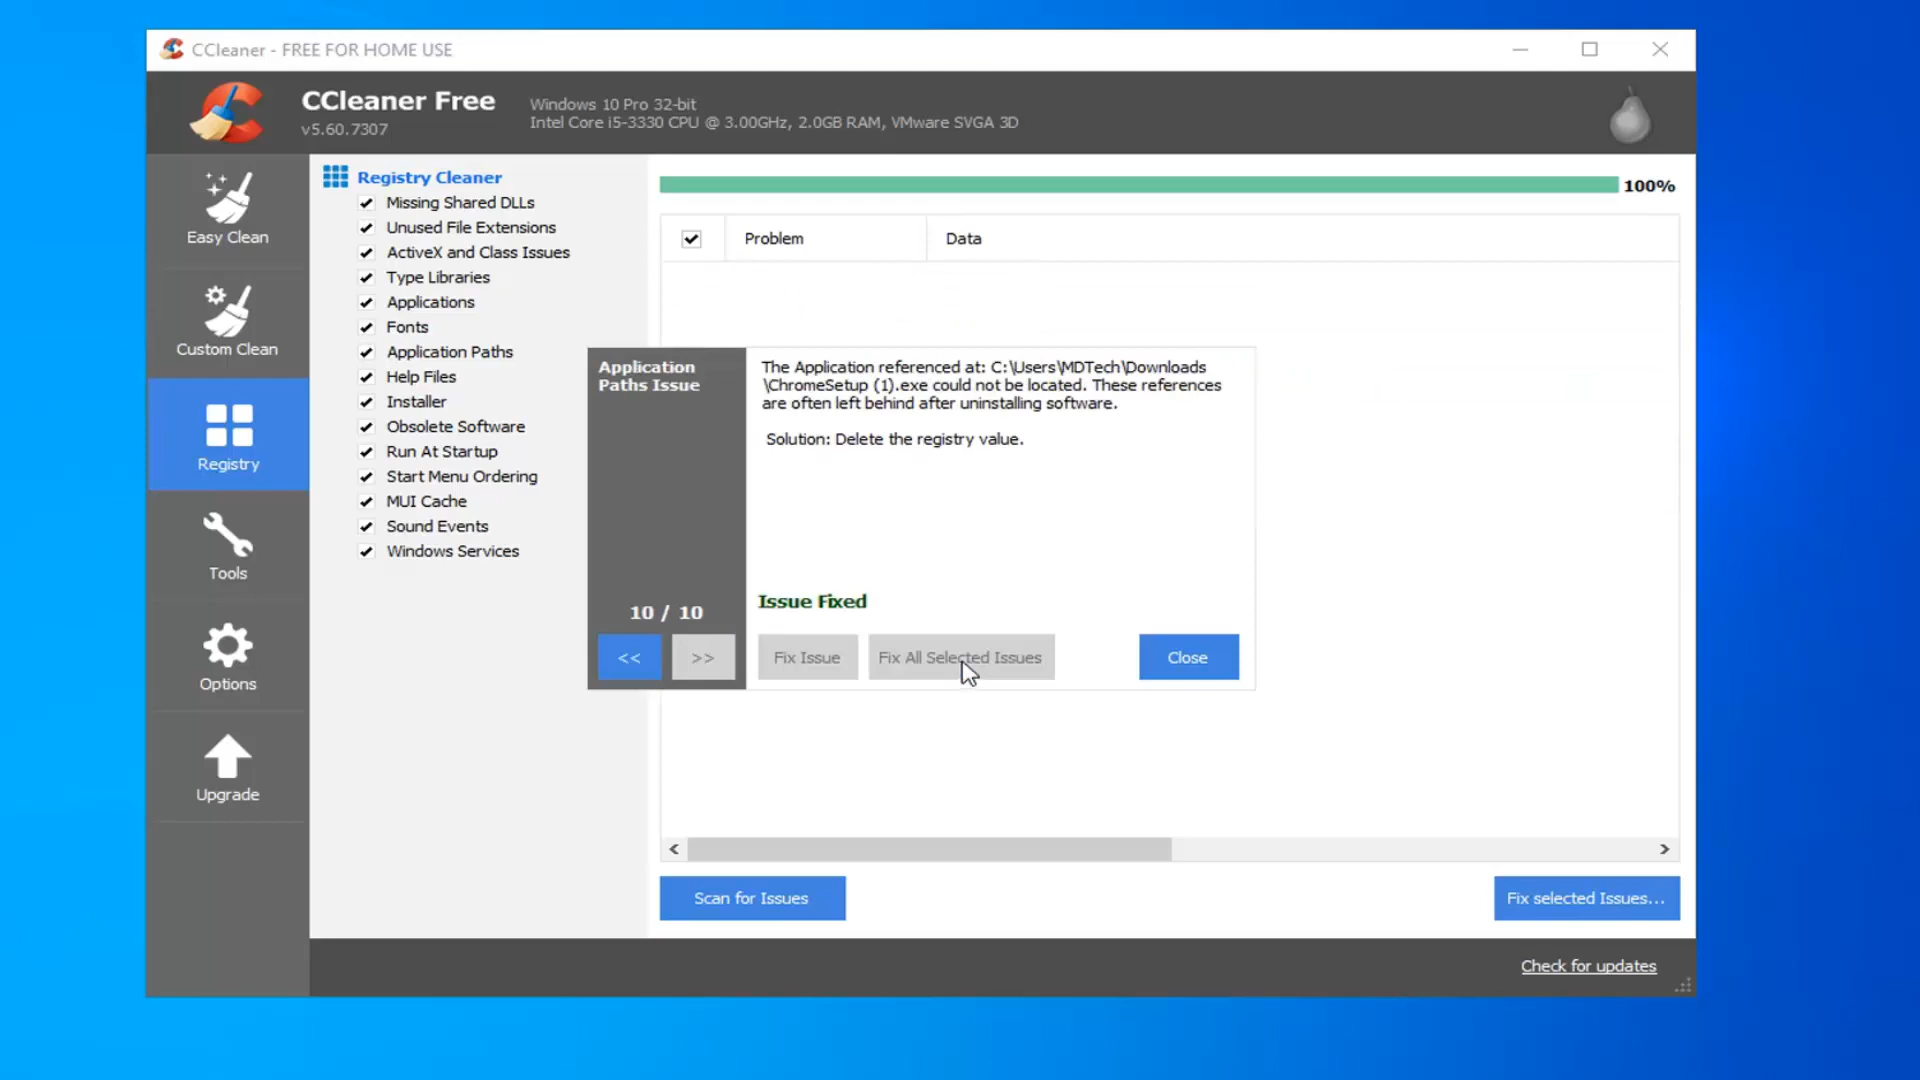 CCleaner - FREE FOR HOME USE
CCleaner Free
v5.60.7307
Windows 10 Pro 32-bit
Intel Core i5-3330 CPU @ 3.00GHz, 2.0GB RAM, VMware SVGA 3D
Easy Clean
Custom Clean
Registry
Tools
Options
Upgrade
Registry Cleaner
Missing Shared DLLs
Unused File Extensions
ActiveX and Class Issues
Type Libraries
Applications
Fonts
Application Paths
Help Files
Installer
Obsolete Software
Run At Startup
Start Menu Ordering
MUI Cache
Sound Events
Windows Services
100%
Problem Data
Application
Paths Issue
10 / 10
<< >>
The Application referenced at: C:\Users\MDTech\Downloads
\ChromeSetup (1).exe could not be located. These references
are often left behind after uninstalling software.
Solution: Delete the registry value.
Issue Fixed
Fix Issue Fix All Selected Issues Close
Scan for Issues Fix selected Issues...
Check for updates